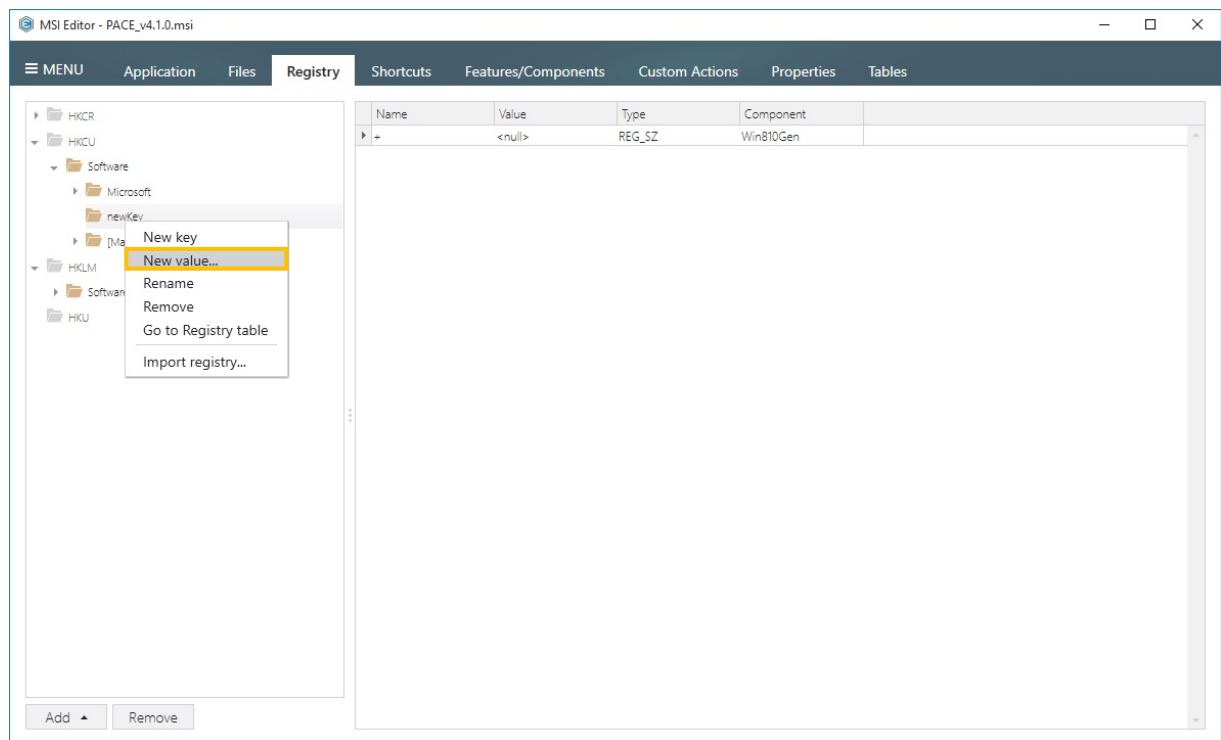 MSI Editor - PACE_v4.1.0.msi
MENU Application Files Registry Shortcuts Features/Components Custom Actions Properties Tables
HKCR
HKCU
Software
Microsoft
newKey
[Ma
HKLM
Softwar
HKU
New key
New value...
Rename
Remove
Go to Registry table
Import registry...
Name Value Type Component
+ <null> REG_SZ Win810Gen
Add Remove